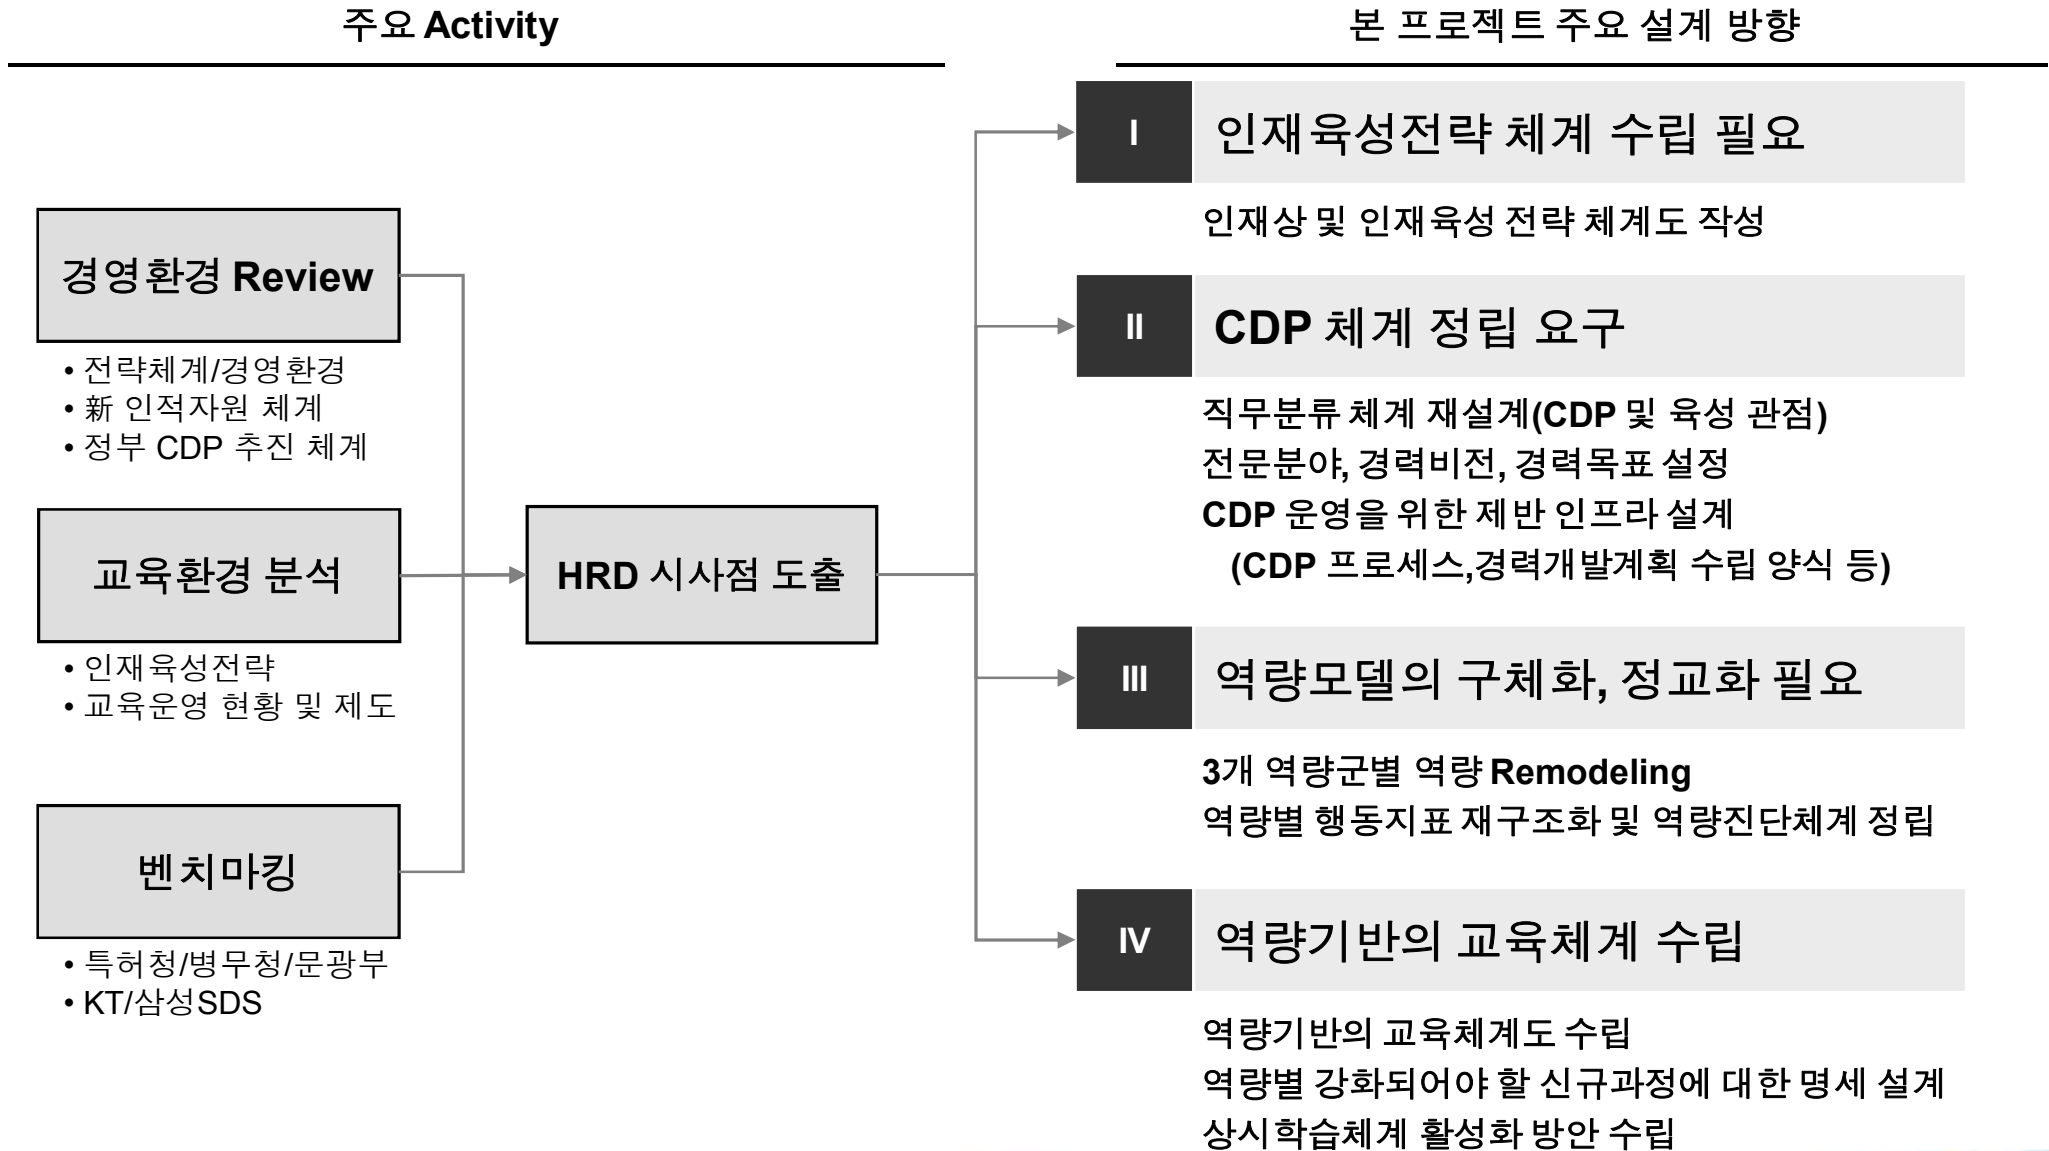 주요 Activity
본 프로젝트 주요 설계 방향
경영환경 Review
• 전략체계/경영환경
• 新 인적자원 체계
• 정부 CDP 추진 체계
교육환경 분석
• 인재육성전략
• 교육운영 현황 및 제도
벤치마킹
• 특허청/병무청/문광부
• KT/삼성SDS
HRD 시사점 도출
I
인재육성전략 체계 수립 필요
인재상 및 인재육성 전략 체계도 작성
II
CDP 체계 정립 요구
직무분류 체계 재설계(CDP 및 육성 관점)
전문분야, 경력비전, 경력목표 설정
CDP 운영을 위한 제반 인프라 설계
(CDP 프로세스,경력개발계획 수립 양식 등)
III
역량모델의 구체화, 정교화 필요
3개 역량군별 역량 Remodeling
역량별 행동지표 재구조화 및 역량진단체계 정립
IV
역량기반의 교육체계 수립
역량기반의 교육체계도 수립
역량별 강화되어야 할 신규과정에 대한 명세 설계
상시학습체계 활성화 방안 수립